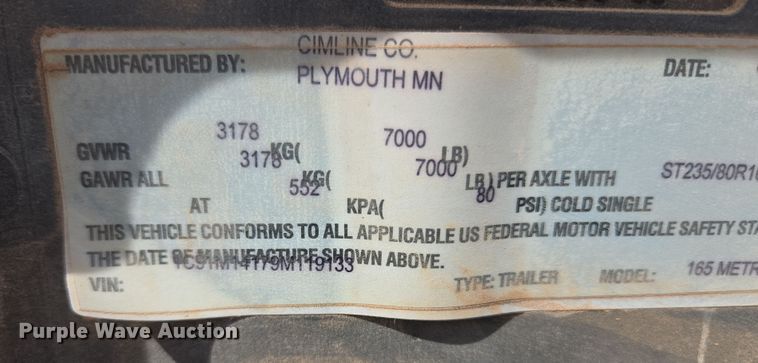 CIMLINE CO.
MANUFACTURED BY: DATE:
PLYMOUTH MN
3178 7000
GVWR KG( LB)
3178 7000 ST235/80R16
GAWR ALL KG( LB) PER AXLE WITH
552 80
AT KPA( PSI) COLD SINGLE
THIS VEHICLE CONFORMS TO ALL APPLICABLE US FEDERAL MOTOR VEHICLE SAFETY STA
THE DATE OF MANUFACTURE SHOWN ABOVE.
VIN: TYPE: TRAILER MODEL: 165 METR
Purple Wave Auction